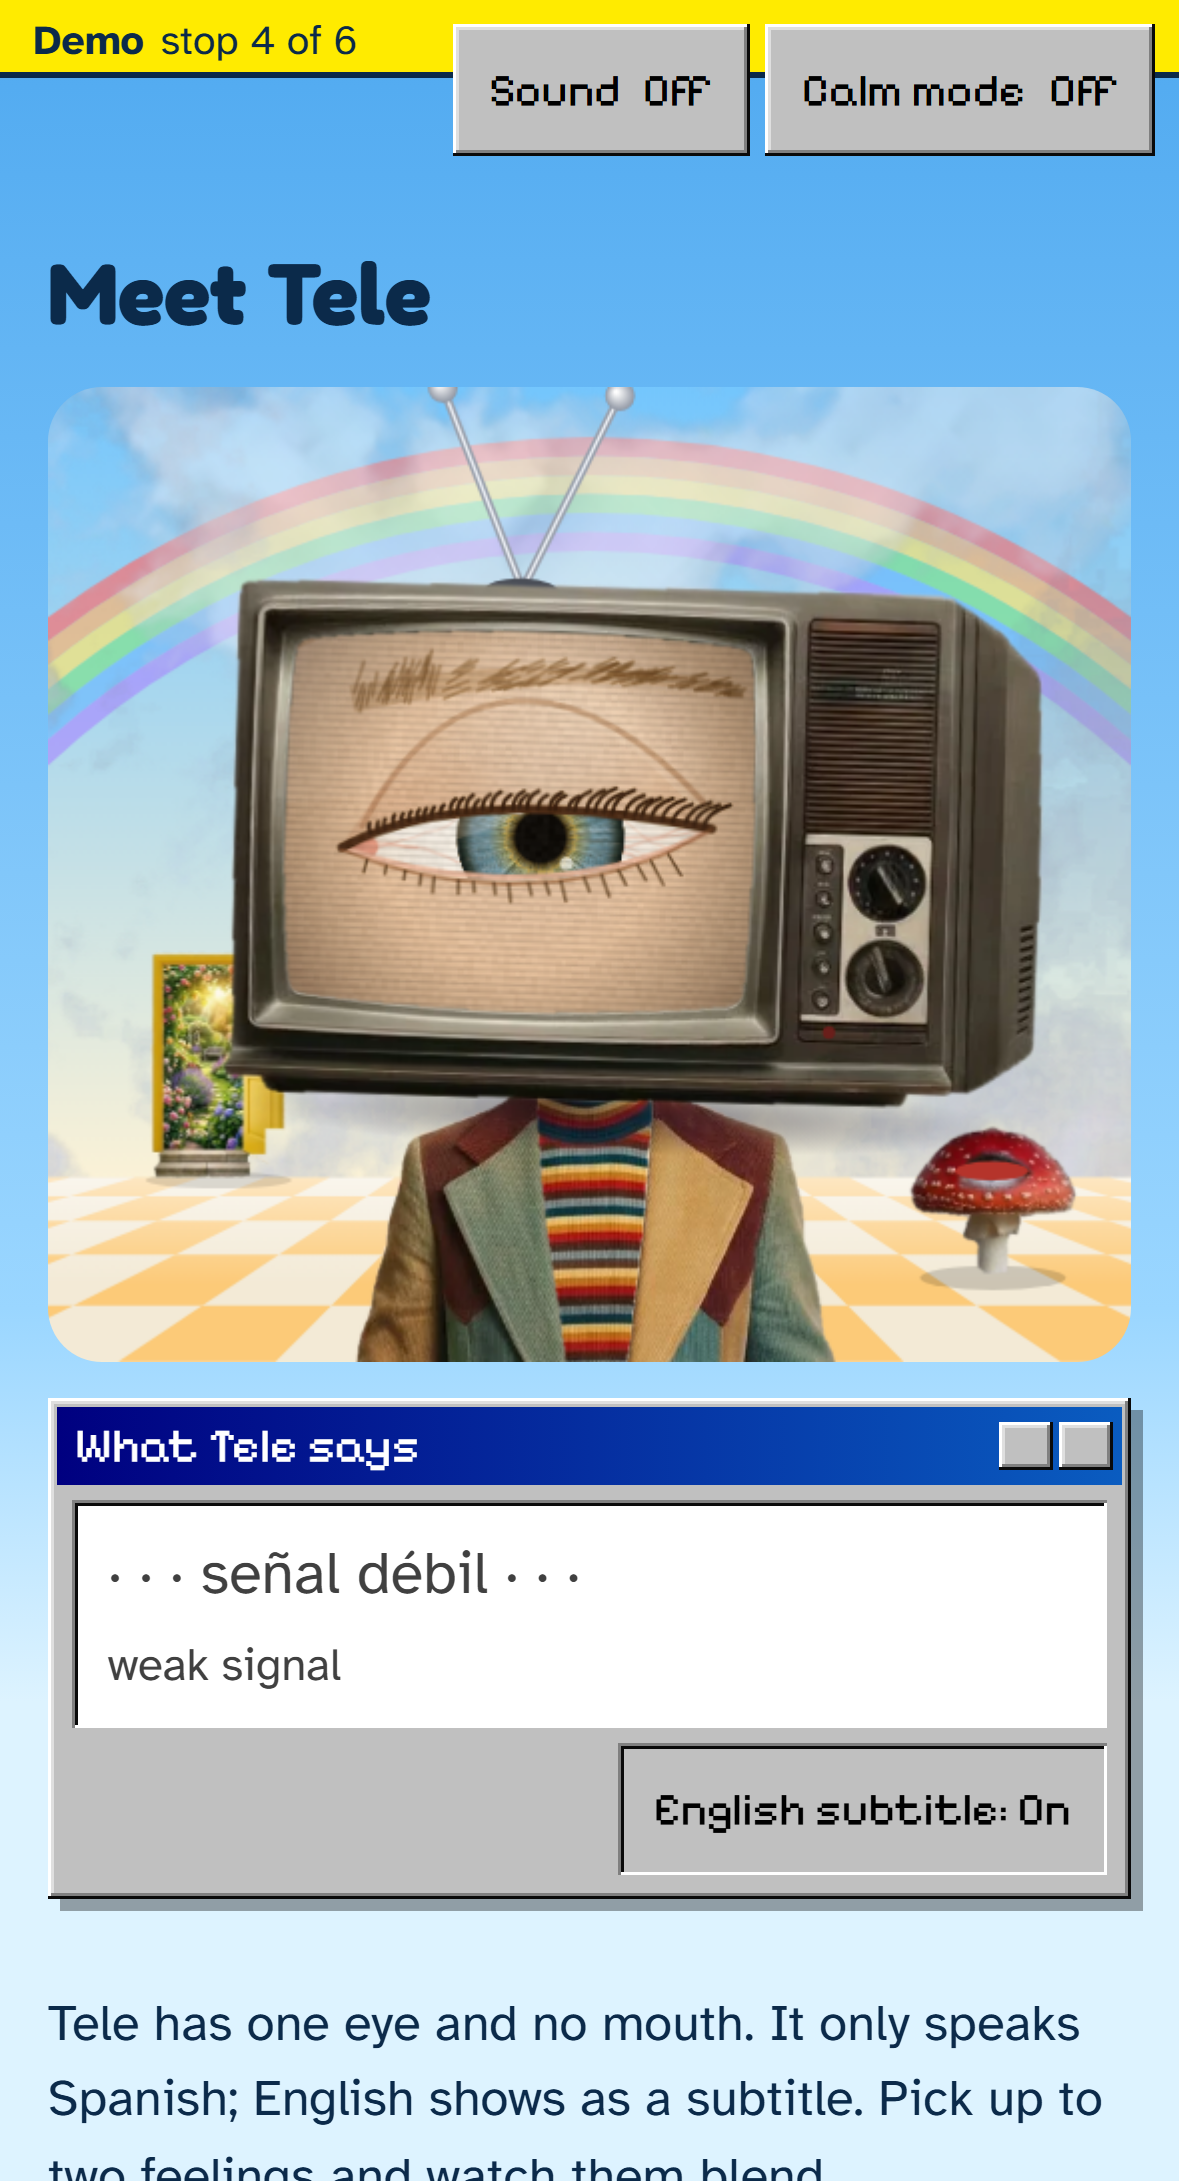 Demo stop 4 of 6
Sound Off
Calm mode Off
Meet Tele
What Tele says
· · · señal débil · · ·
weak signal
English subtitle: On
Tele has one eye and no mouth. It only speaks
Spanish; English shows as a subtitle. Pick up to
two feelings and watch them blend.